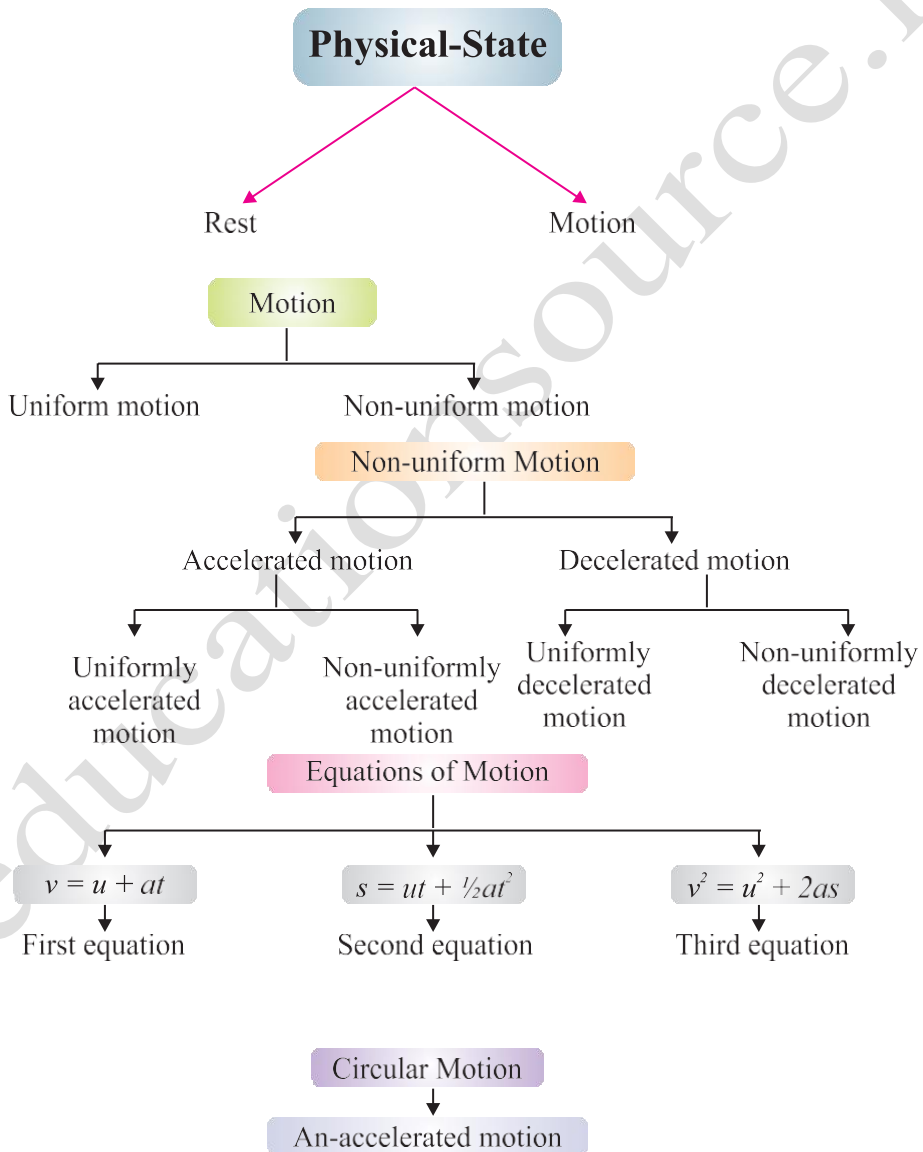 Physical-State
Rest Motion
Motion
Uniform motion Non-uniform motion
Non-uniform Motion
Accelerated motion Decelerated motion
Uniformly
accelerated
motion
Non-uniformly
accelerated
motion
Uniformly
decelerated
motion
Non-uniformly
decelerated
motion
Equations of Motion
v = u + at s = ut + ½at² v² = u² + 2as
First equation Second equation Third equation
Circular Motion
An-accelerated motion
educationsource.